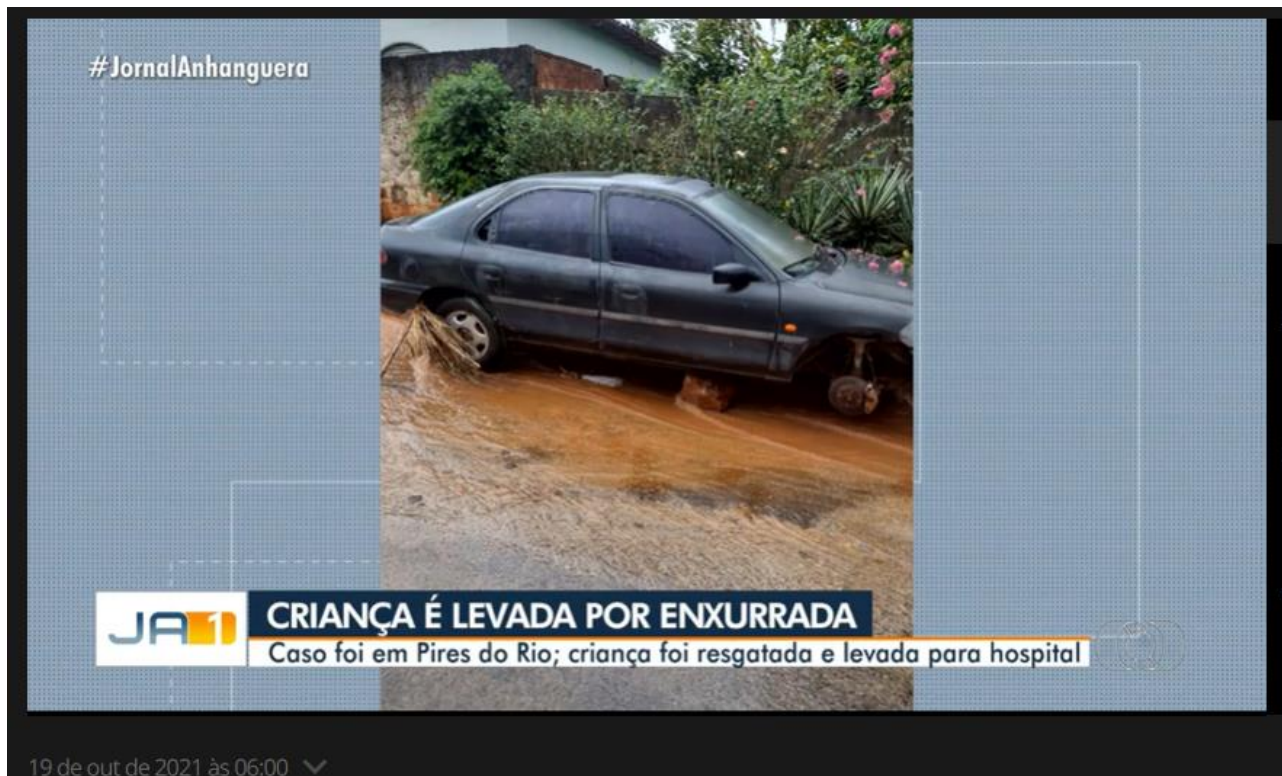 #JornalAnhanguera
JA1
CRIANÇA É LEVADA POR ENXURRADA
Caso foi em Pires do Rio; criança foi resgatada e levada para hospital
19 de out de 2021 às 06:00